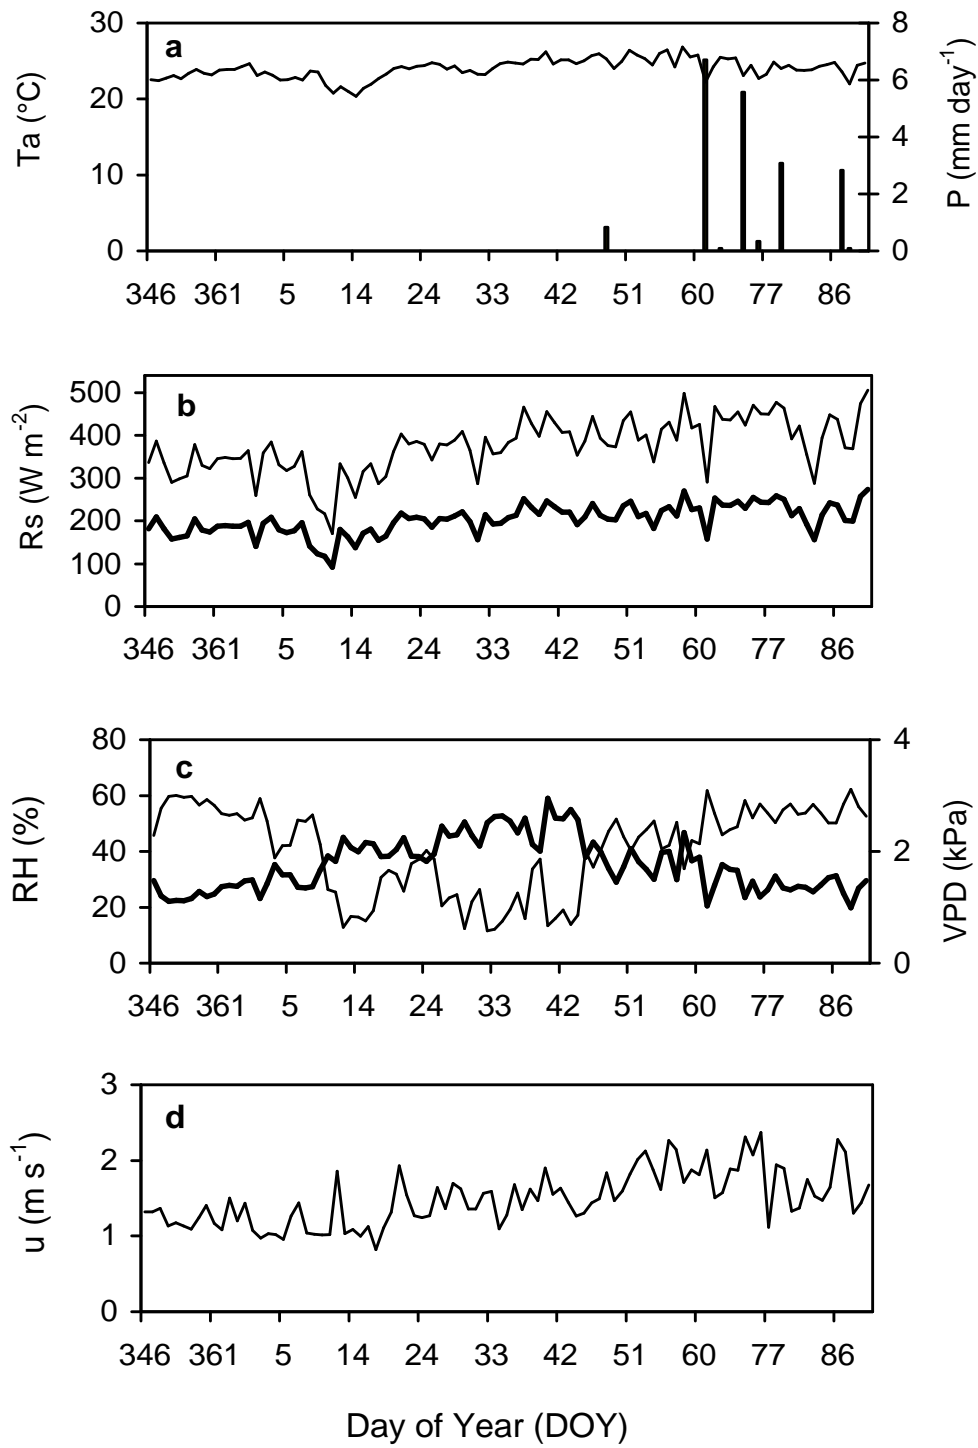 a
30
20
10
0
Ta (°C)
8
6
4
2
0
P (mm day⁻¹)
346 361 5 14 24 33 42 51 60 77 86
b
500
400
300
200
100
0
Rs (W m⁻²)
346 361 5 14 24 33 42 51 60 77 86
c
80
60
40
20
0
RH (%)
4
2
0
VPD (kPa)
346 361 5 14 24 33 42 51 60 77 86
d
3
2
1
0
u (m s⁻¹)
346 361 5 14 24 33 42 51 60 77 86
Day of Year (DOY)